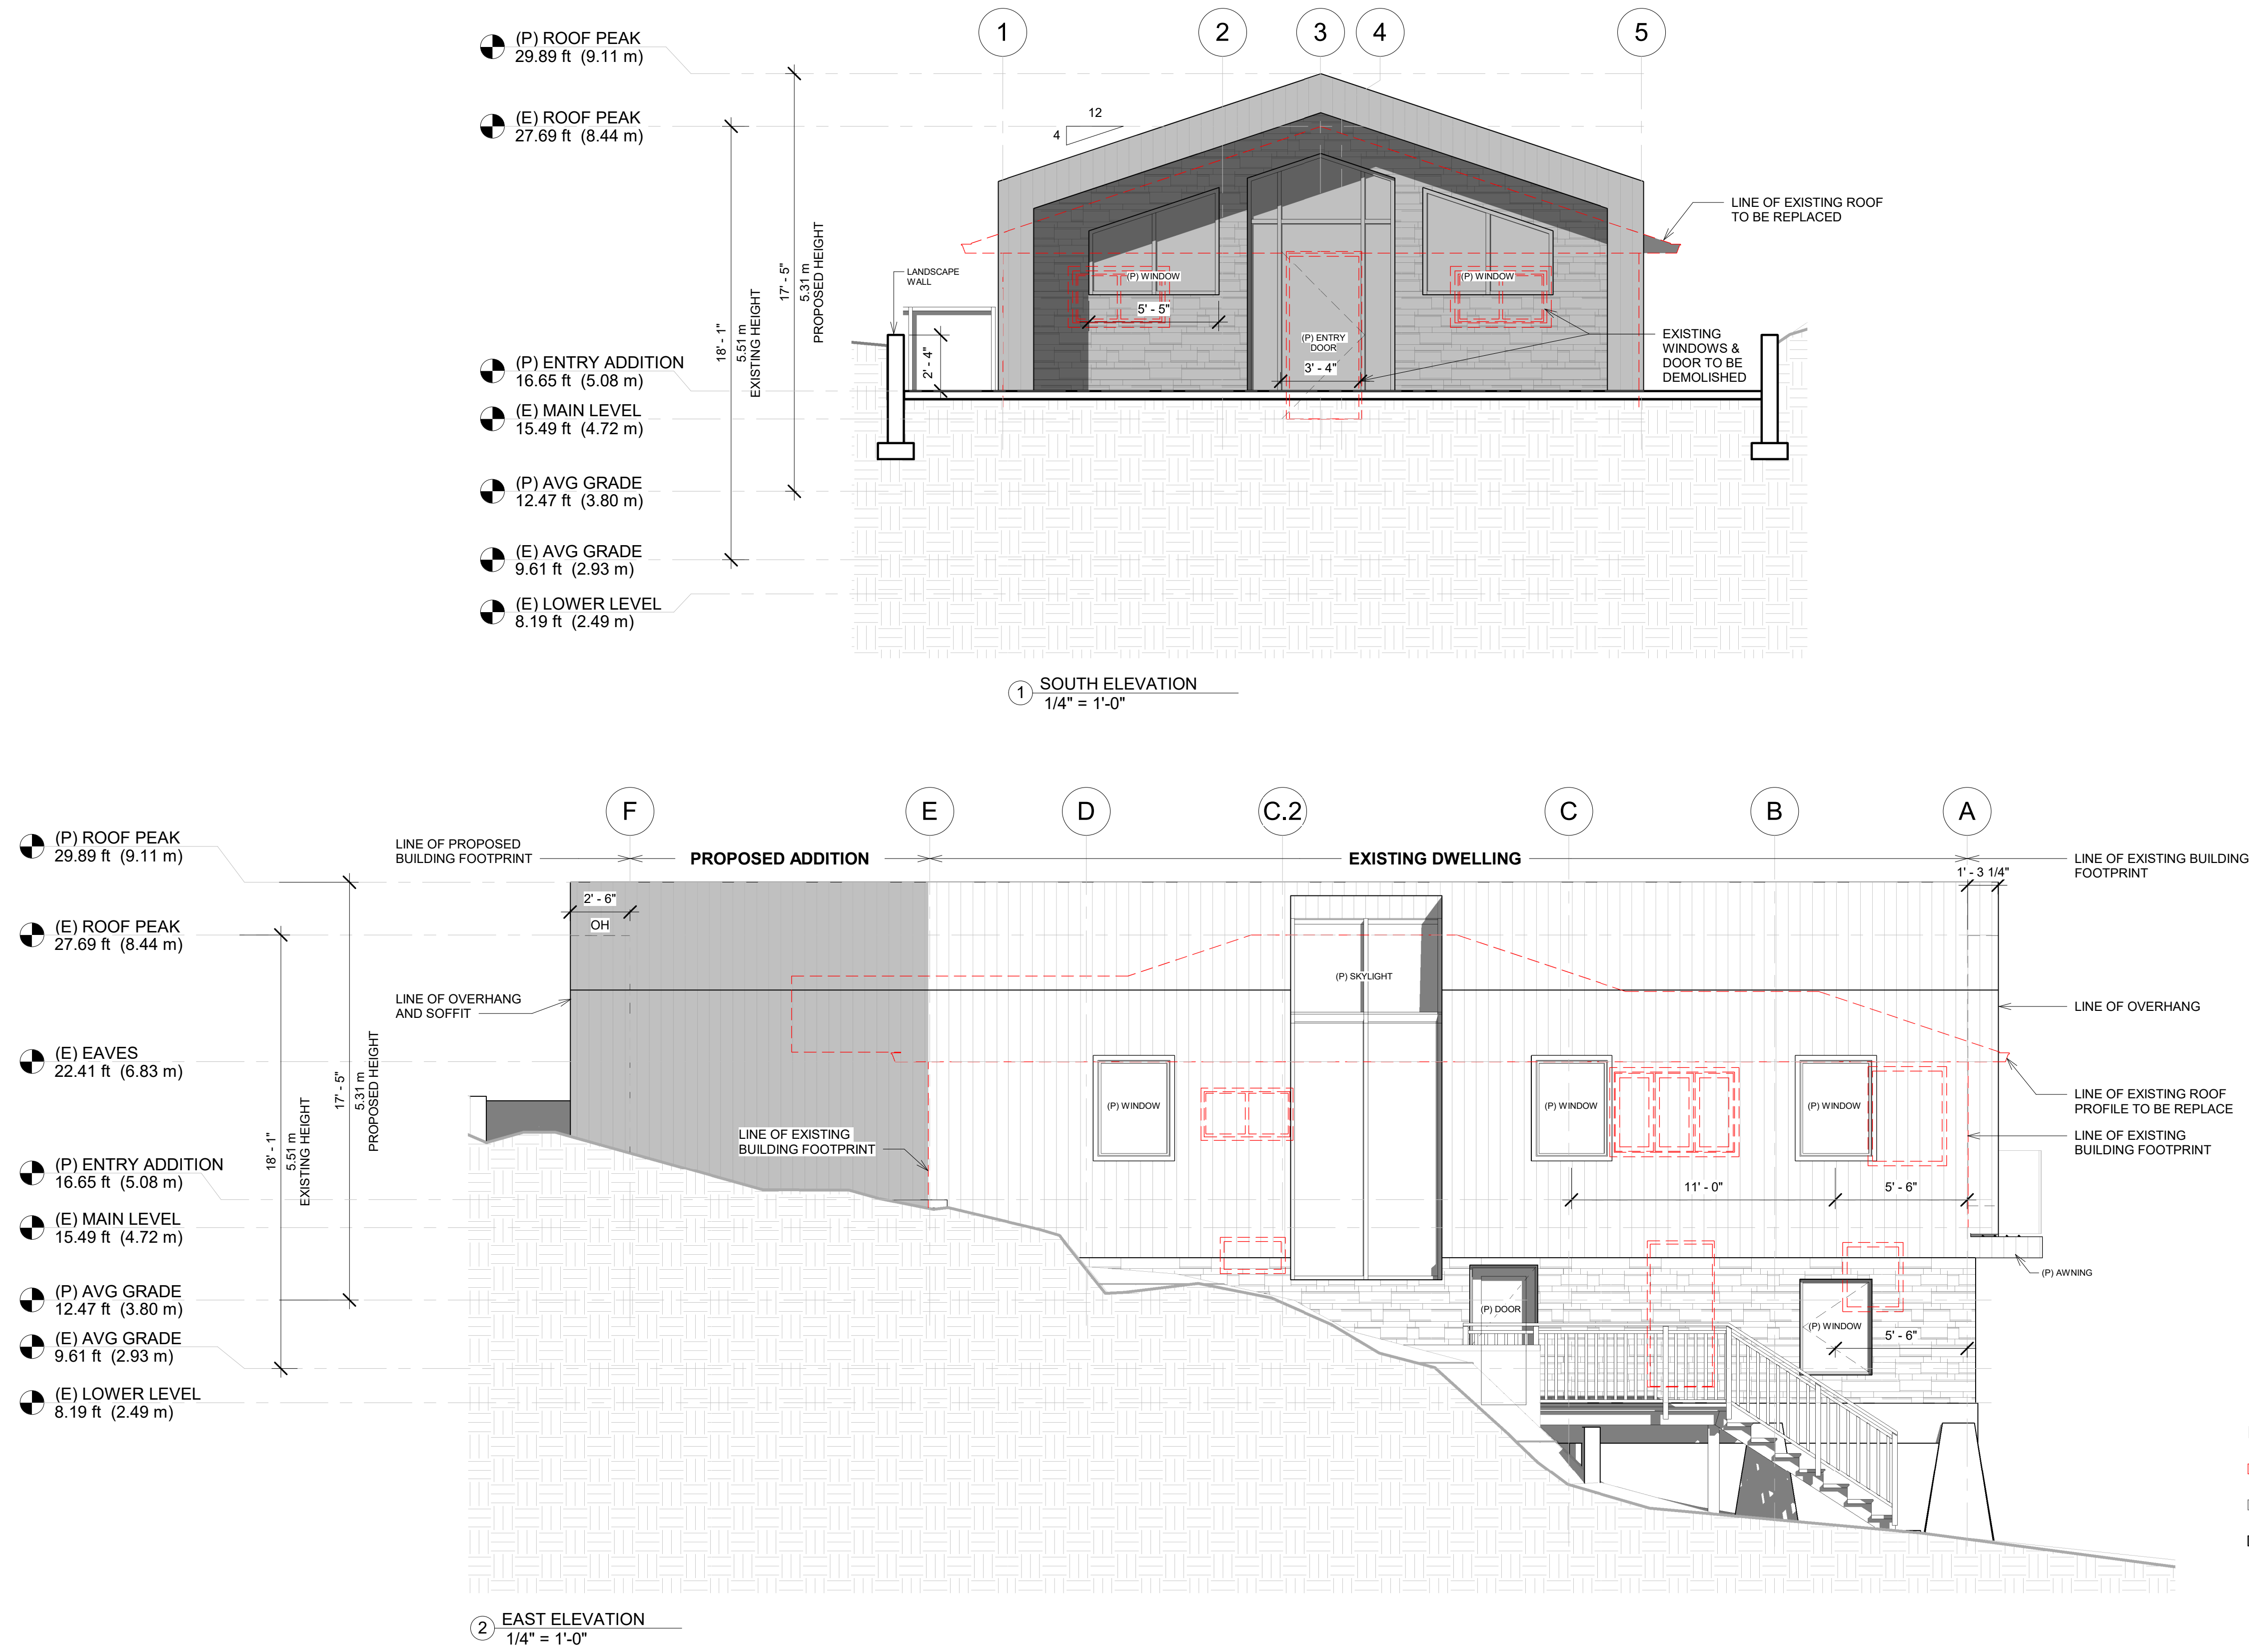 1
2
3
4
5
(P) ROOF PEAK
29.89 ft (9.11 m)
(E) ROOF PEAK
27.69 ft (8.44 m)
12
4
LINE OF EXISTING ROOF
TO BE REPLACED
17' - 5"
5.31 m
PROPOSED HEIGHT
18' - 1"
5.51 m
EXISTING HEIGHT
LANDSCAPE
WALL
2' - 4"
(P) WINDOW
5' - 5"
(P) WINDOW
(P) ENTRY
DOOR
3' - 4"
EXISTING
WINDOWS &
DOOR TO BE
DEMOLISHED
(P) ENTRY ADDITION
16.65 ft (5.08 m)
(E) MAIN LEVEL
15.49 ft (4.72 m)
(P) AVG GRADE
12.47 ft (3.80 m)
(E) AVG GRADE
9.61 ft (2.93 m)
(E) LOWER LEVEL
8.19 ft (2.49 m)
1
SOUTH ELEVATION
1/4" = 1'-0"
F
E
D
C.2
C
B
A
(P) ROOF PEAK
29.89 ft (9.11 m)
LINE OF PROPOSED
BUILDING FOOTPRINT
PROPOSED ADDITION
EXISTING DWELLING
LINE OF EXISTING BUILDING
FOOTPRINT
1' - 3 1/4"
2' - 6"
OH
(E) ROOF PEAK
27.69 ft (8.44 m)
(P) SKYLIGHT
LINE OF OVERHANG
AND SOFFIT
LINE OF OVERHANG
(E) EAVES
22.41 ft (6.83 m)
17' - 5"
5.31 m
PROPOSED HEIGHT
18' - 1"
5.51 m
EXISTING HEIGHT
(P) WINDOW
(P) WINDOW
(P) WINDOW
LINE OF EXISTING ROOF
PROFILE TO BE REPLACE
LINE OF EXISTING
BUILDING FOOTPRINT
LINE OF EXISTING
BUILDING FOOTPRINT
(P) ENTRY ADDITION
16.65 ft (5.08 m)
11' - 0"
5' - 6"
(E) MAIN LEVEL
15.49 ft (4.72 m)
(P) AWNING
(P) AVG GRADE
12.47 ft (3.80 m)
(P) DOOR
(P) WINDOW
5' - 6"
(E) AVG GRADE
9.61 ft (2.93 m)
(E) LOWER LEVEL
8.19 ft (2.49 m)
2
EAST ELEVATION
1/4" = 1'-0"